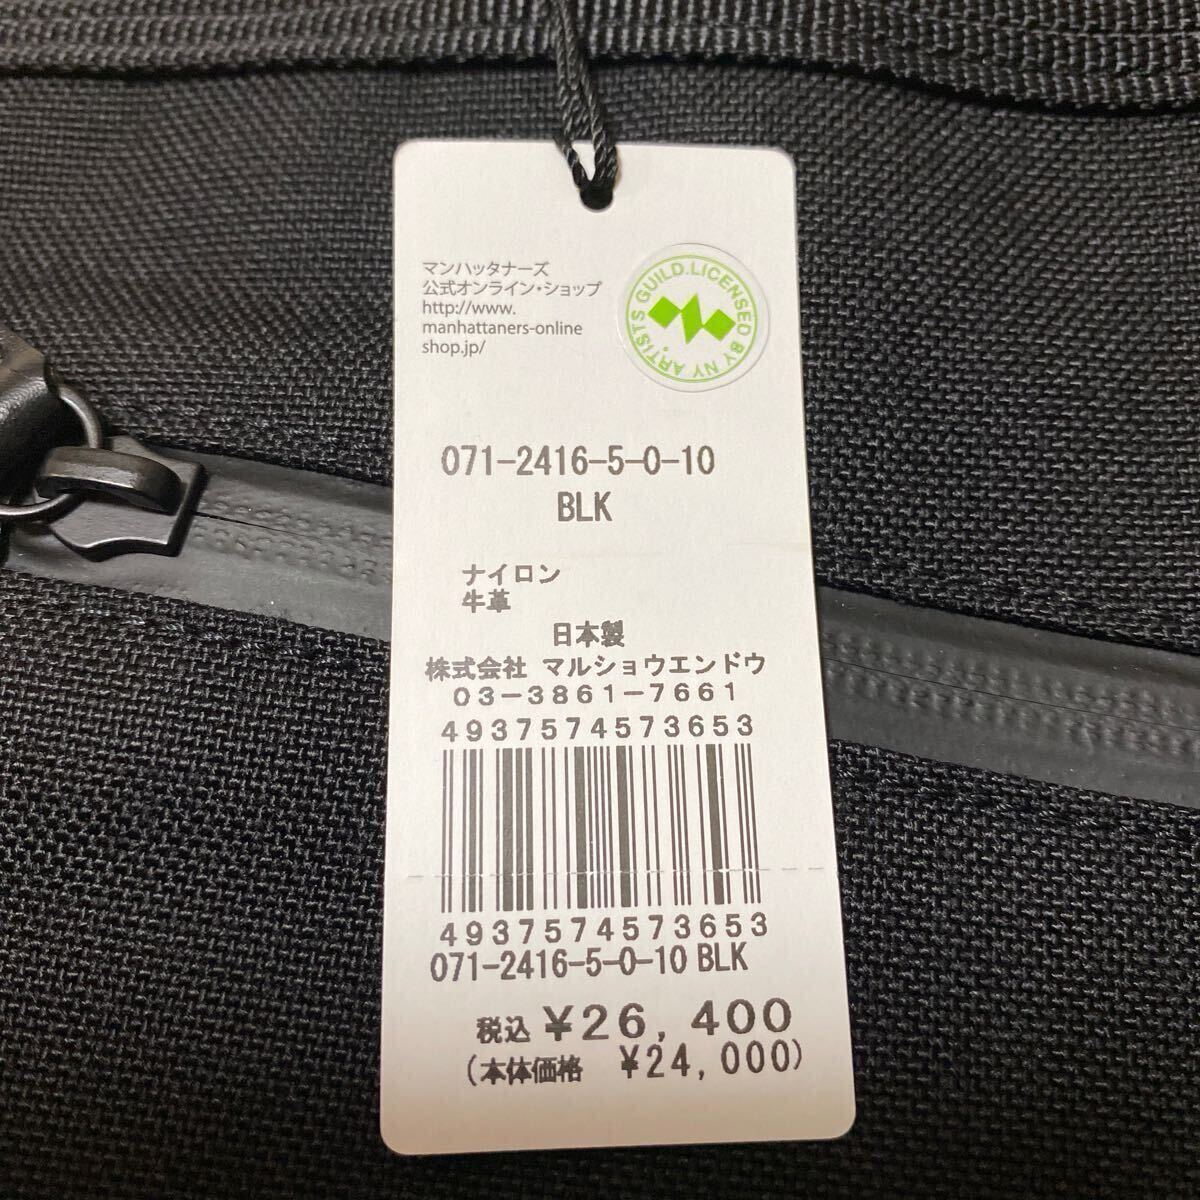 マンハッタナーズ
公式オンライン・ショップ
http://www.
manhattaners-online
shop.jp/
GUILD.LICENSED BY NY ARTISTS
071-2416-5-0-10
BLK
ナイロン
牛革
日本製
株式会社 マルショウエンドウ
03-3861-7661
4937574573653
4937574573653
071-2416-5-0-10 BLK
税込 ¥26,400
(本体価格 ¥24,000)